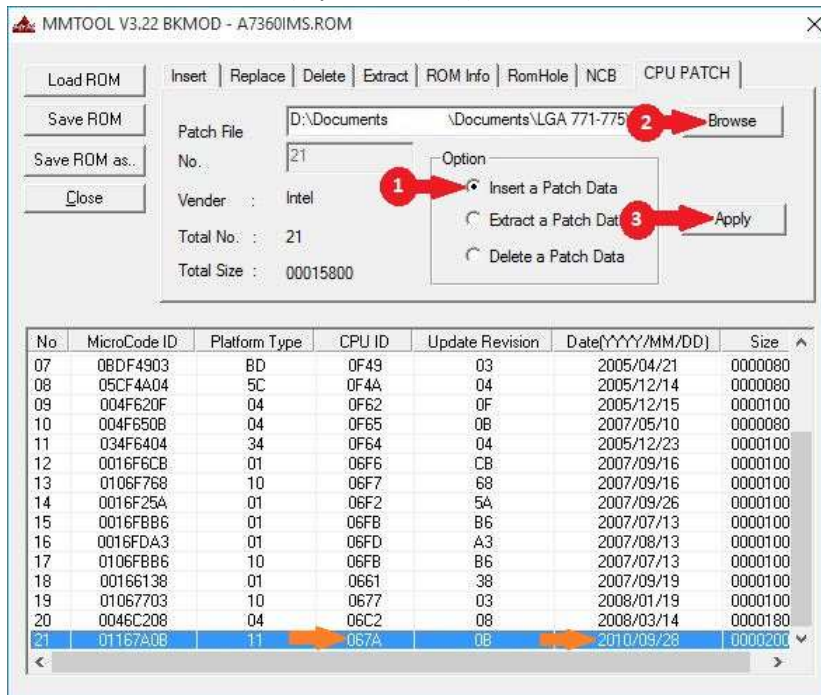 MMTOOL V3.22 BKMOD - A7360IMS.ROM
Load ROM
Save ROM
Save ROM as..
Close
Insert Replace Delete Extract ROM Info RomHole NCB CPU PATCH
Patch File D:\Documents \Documents\LGA 771-775\ 2 Browse
No. 21
Option
1 Insert a Patch Data
Vender : Intel
Extract a Patch Dat 3 Apply
Total No. : 21
Delete a Patch Data
Total Size : 00015800
No MicroCode ID Platform Type CPU ID Update Revision Date(YYYY/MM/DD) Size
07 0BDF4903 BD 0F49 03 2005/04/21 0000080
08 05CF4A04 5C 0F4A 04 2005/12/14 0000080
09 004F620F 04 0F62 0F 2005/12/15 0000100
10 004F650B 04 0F65 0B 2007/05/10 0000080
11 034F6404 34 0F64 04 2005/12/23 0000100
12 0016F6CB 01 06F6 CB 2007/09/16 0000100
13 0106F768 10 06F7 68 2007/09/16 0000100
14 0016F25A 01 06F2 5A 2007/09/26 0000100
15 0016FBB6 01 06FB B6 2007/07/13 0000100
16 0016FDA3 01 06FD A3 2007/08/13 0000100
17 0106FBB6 10 06FB B6 2007/07/13 0000100
18 00166138 01 0661 38 2007/09/19 0000100
19 01067703 10 0677 03 2008/01/19 0000100
20 0046C208 04 06C2 08 2008/03/14 0000180
21 01167A0B 11 067A 0B 2010/09/28 0000200